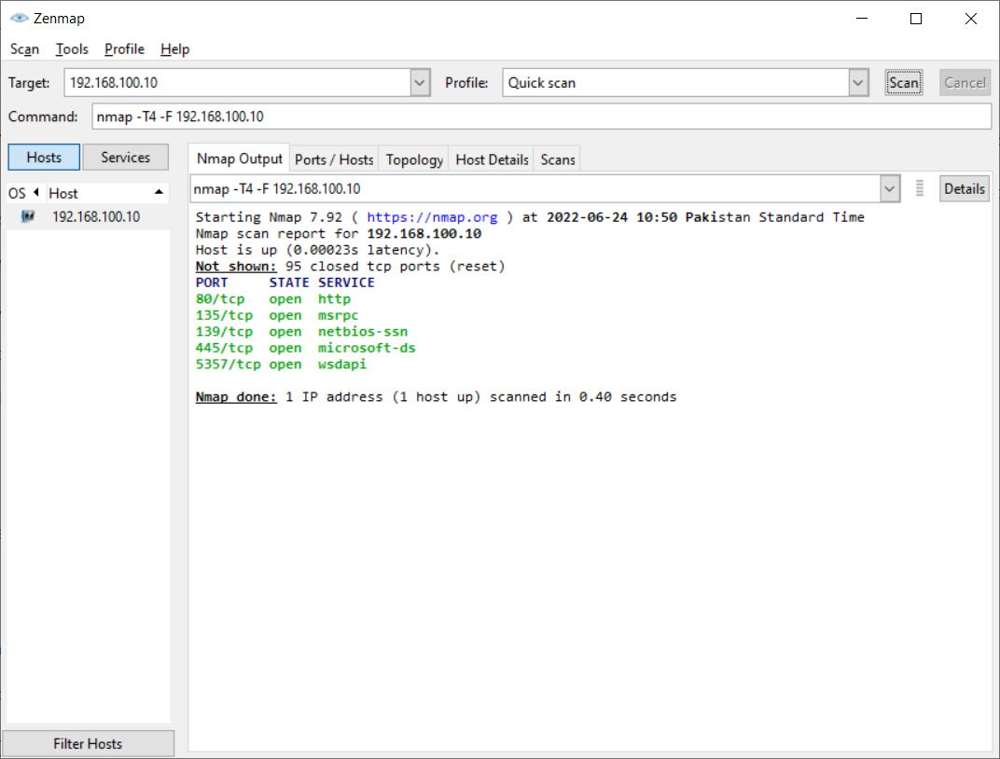 Zenmap
Scan Tools Profile Help
Target: 192.168.100.10 Profile: Quick scan Scan Cancel
Command: nmap -T4 -F 192.168.100.10
Hosts Services
OS Host
192.168.100.10
Filter Hosts
Nmap Output Ports / Hosts Topology Host Details Scans
nmap -T4 -F 192.168.100.10 Details
Starting Nmap 7.92 ( https://nmap.org ) at 2022-06-24 10:50 Pakistan Standard Time
Nmap scan report for 192.168.100.10
Host is up (0.00023s latency).
Not shown: 95 closed tcp ports (reset)
PORT STATE SERVICE
80/tcp open http
135/tcp open msrpc
139/tcp open netbios-ssn
445/tcp open microsoft-ds
5357/tcp open wsdapi
Nmap done: 1 IP address (1 host up) scanned in 0.40 seconds